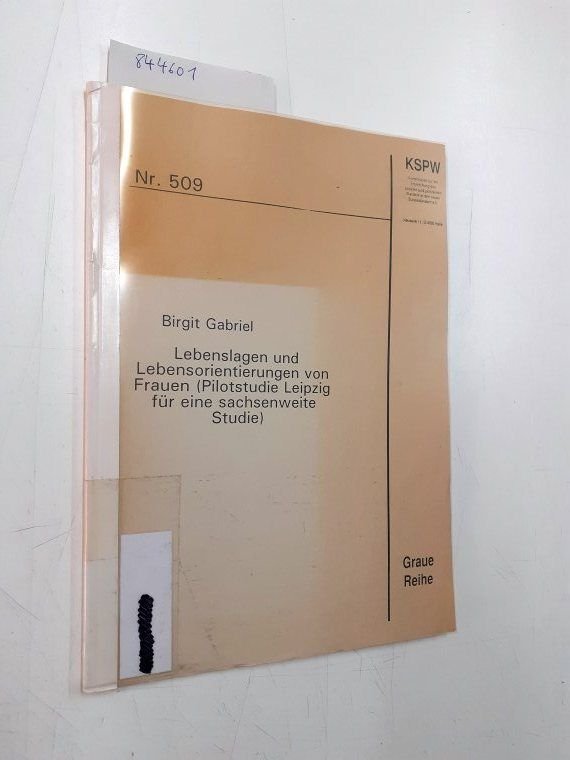 844601
Nr. 509
KSPW
Birgit Gabriel
Lebenslagen und
Lebensorientierungen von
Frauen (Pilotstudie Leipzig
für eine sachsenweite
Studie)
Graue
Reihe